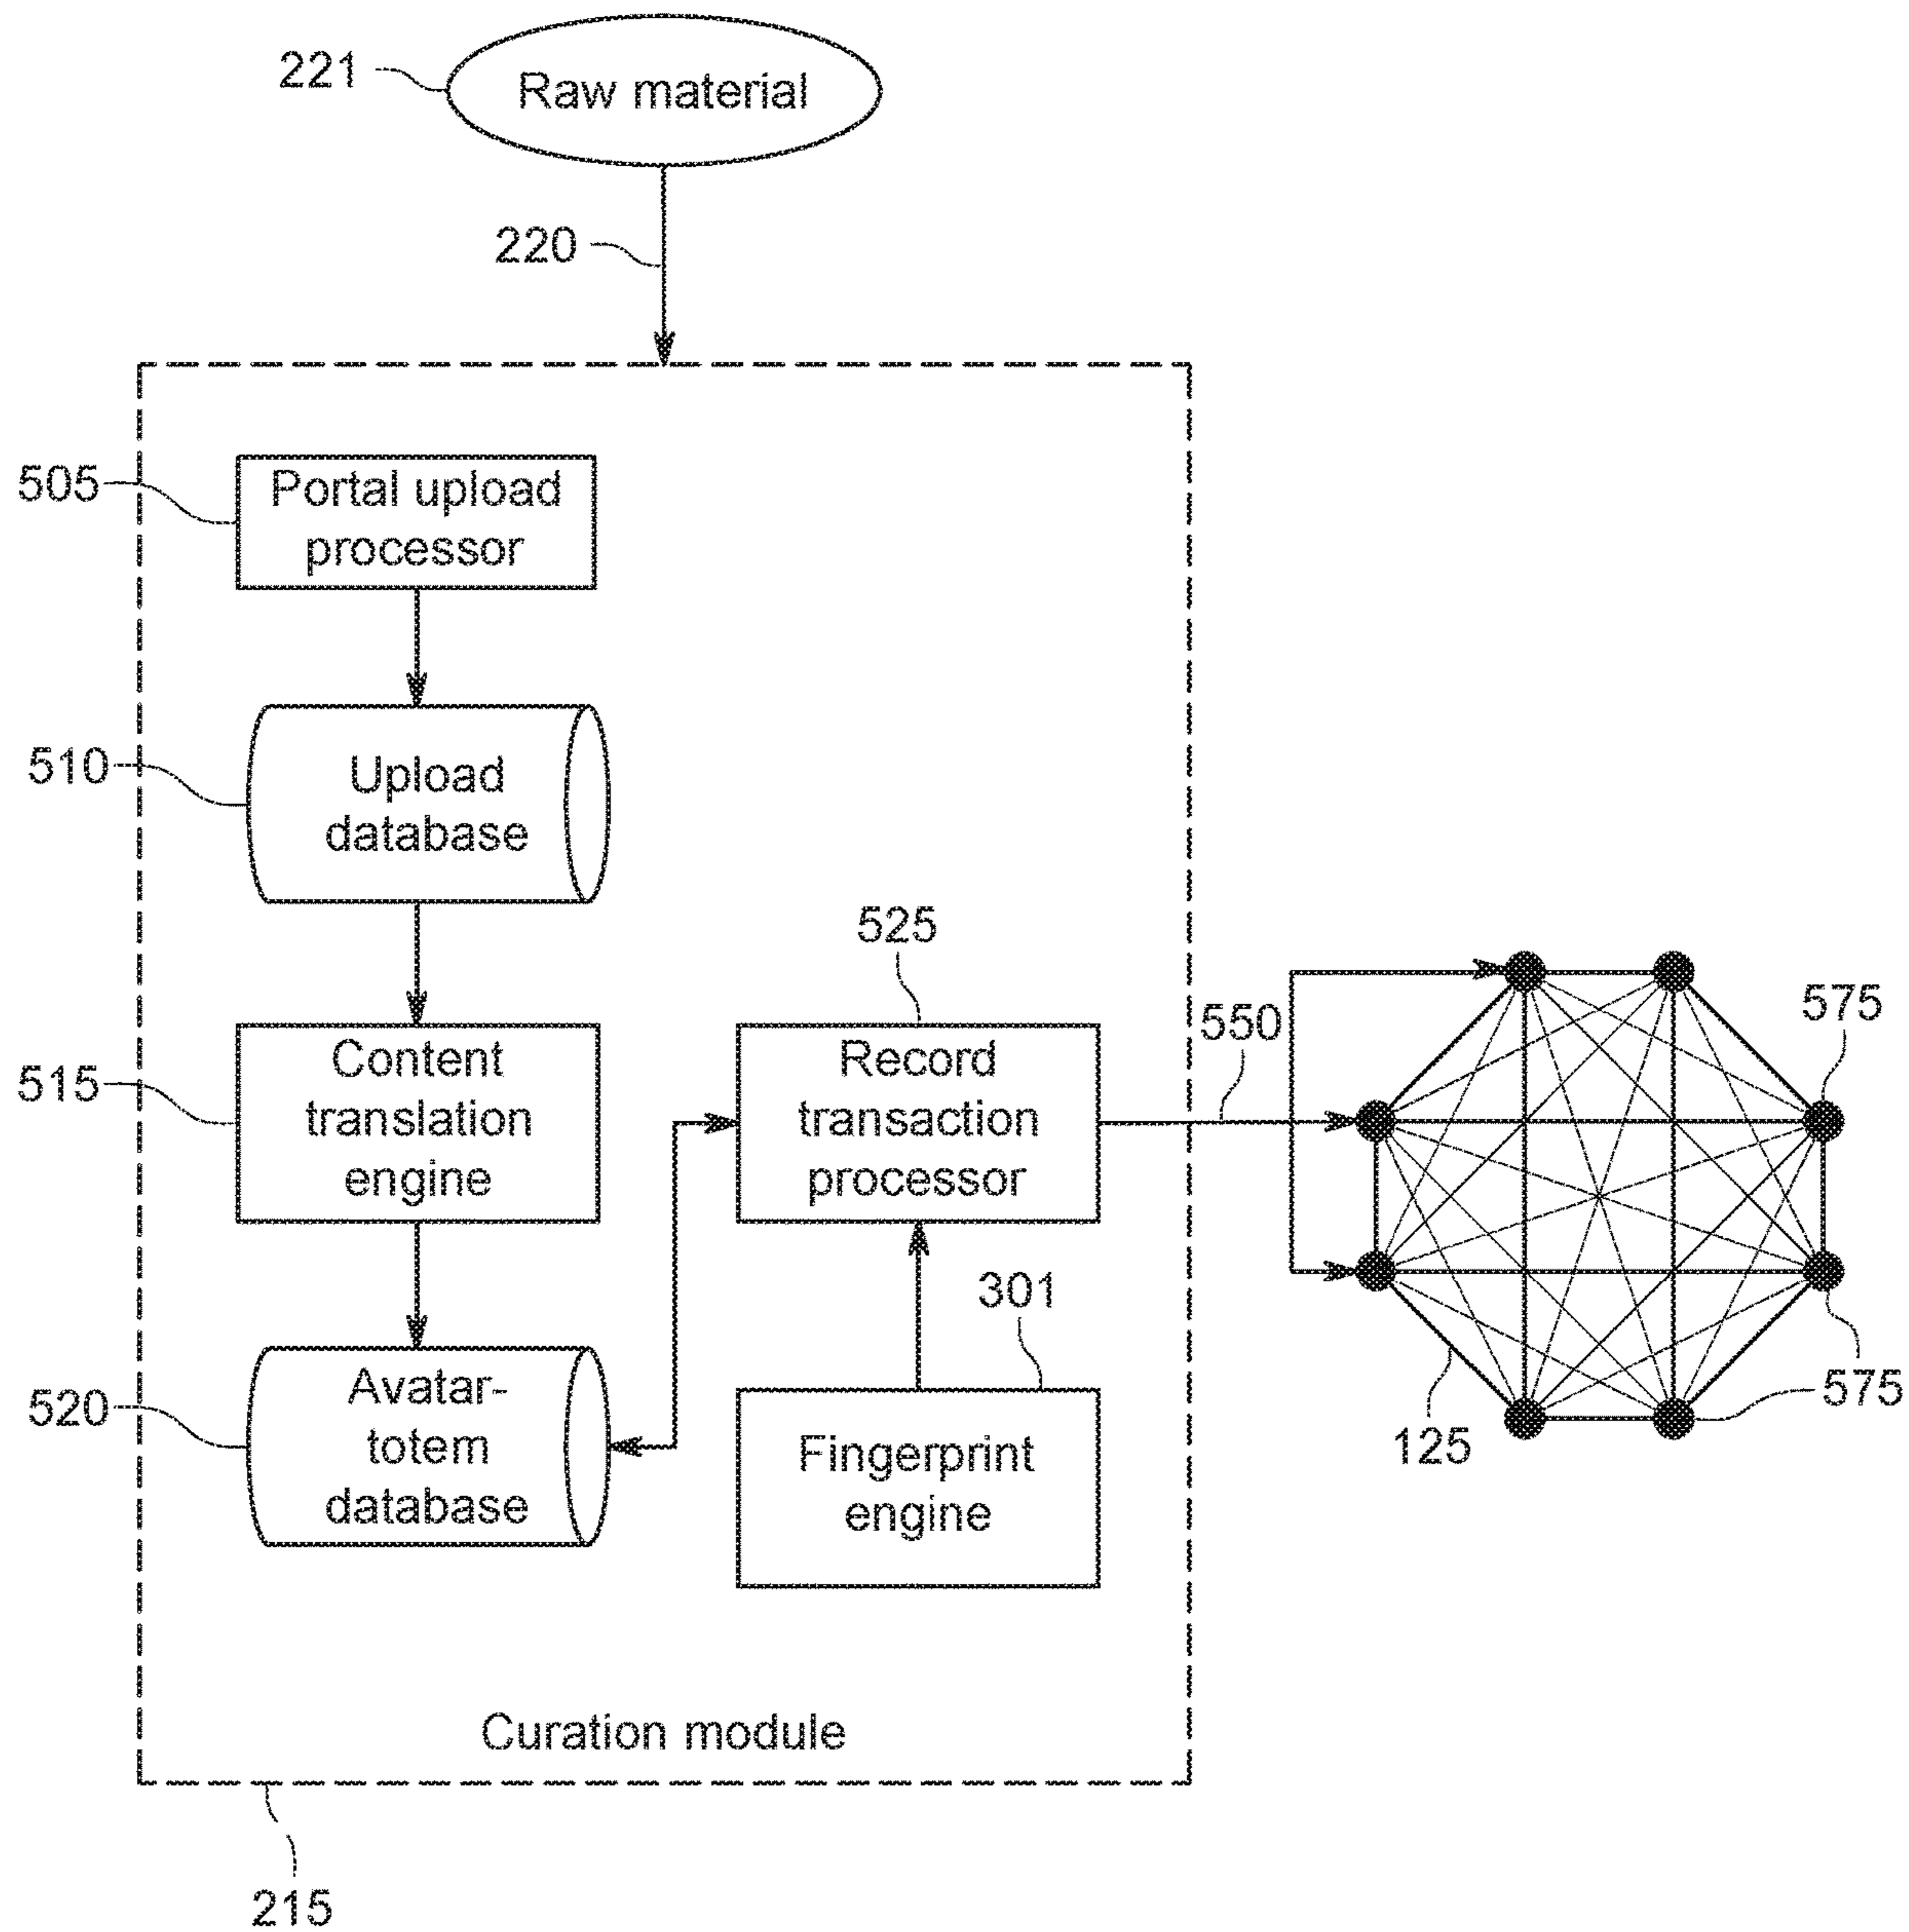 221
Raw material
220
505
Portal upload
processor
510
Upload
database
525
575
550
515
Content
translation
engine
Record
transaction
processor
301
520
Avatar-
totem
database
Fingerprint
engine
575
125
Curation module
215